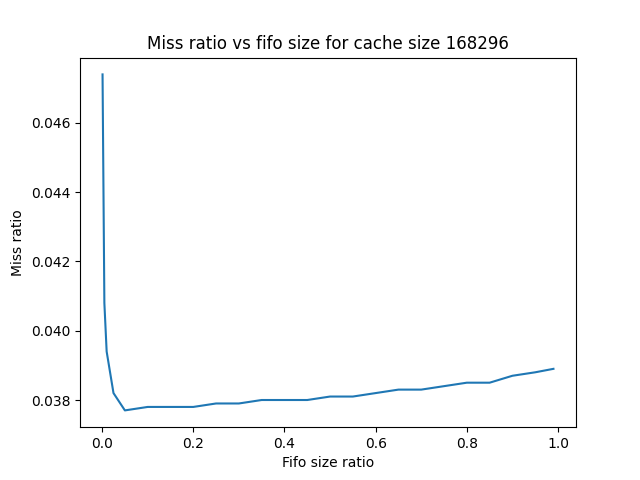 Miss ratio vs fifo size for cache size 168296
0.046
0.044
0.042
0.040
0.038
Miss ratio
0.0 0.2 0.4 0.6 0.8 1.0
Fifo size ratio